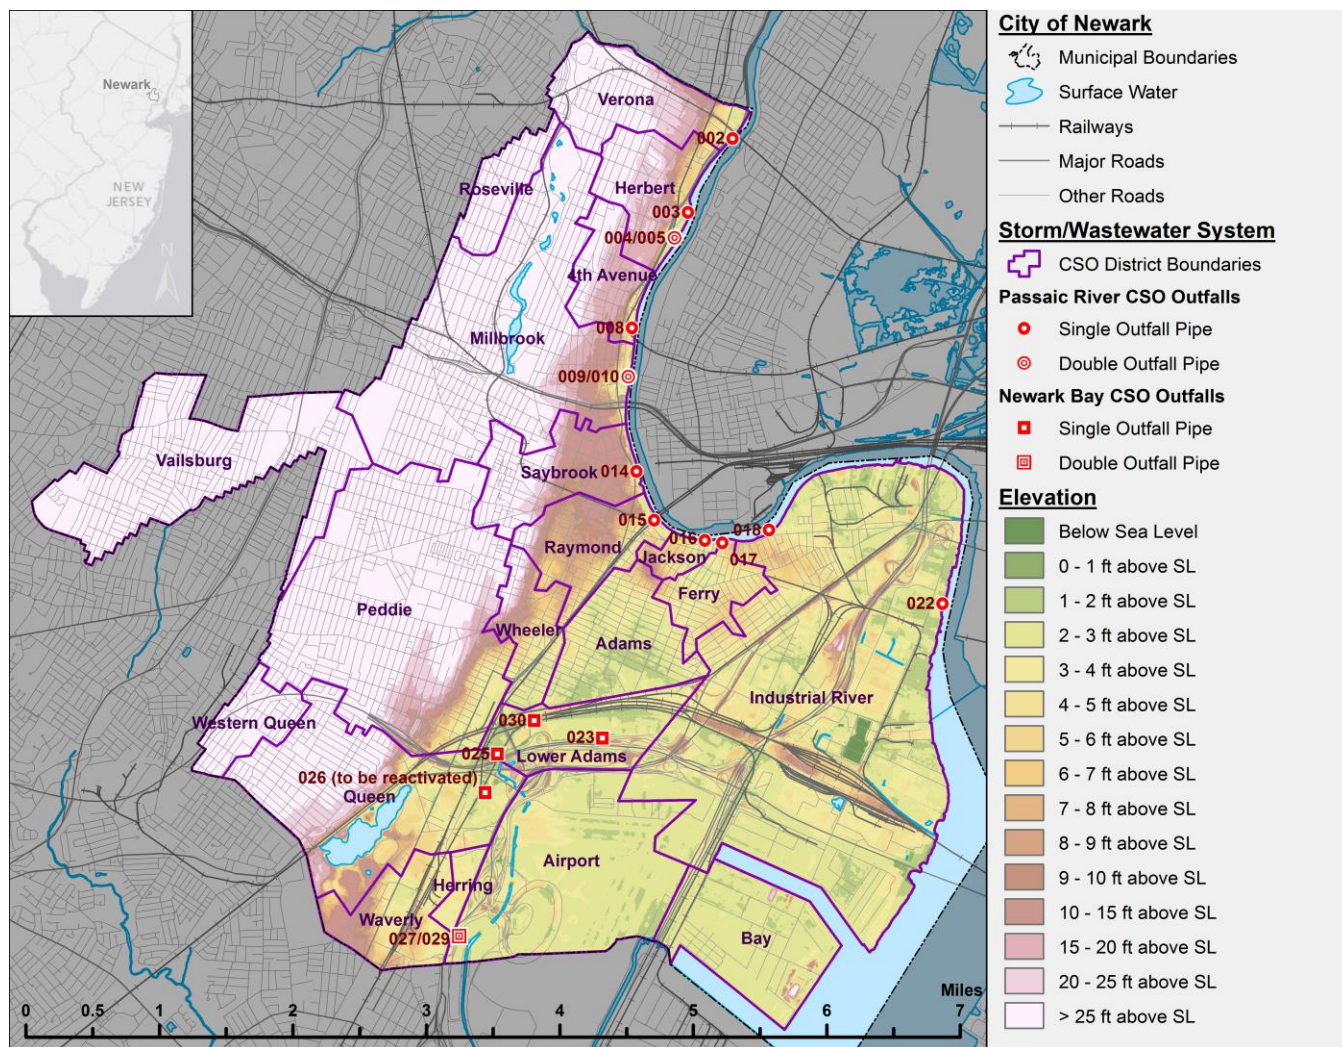 Newark
NEW
JERSEY
N
Verona
002
Roseville
Herbert
003
004/005
4th Avenue
008
Millbrook
009/010
Vailsburg
Saybrook
014
015
016
018
Raymond
Jackson
017
Ferry
022
Peddie
Wheeler
Adams
Industrial River
Western Queen
030
023
025
Lower Adams
026 (to be reactivated)
Queen
Airport
Herring
Waverly
027/029
Bay
Miles
0
0.5
1
2
3
4
5
6
7
City of Newark
Municipal Boundaries
Surface Water
Railways
Major Roads
Other Roads
Storm/Wastewater System
CSO District Boundaries
Passaic River CSO Outfalls
Single Outfall Pipe
Double Outfall Pipe
Newark Bay CSO Outfalls
Single Outfall Pipe
Double Outfall Pipe
Elevation
Below Sea Level
0 - 1 ft above SL
1 - 2 ft above SL
2 - 3 ft above SL
3 - 4 ft above SL
4 - 5 ft above SL
5 - 6 ft above SL
6 - 7 ft above SL
7 - 8 ft above SL
8 - 9 ft above SL
9 - 10 ft above SL
10 - 15 ft above SL
15 - 20 ft above SL
20 - 25 ft above SL
> 25 ft above SL